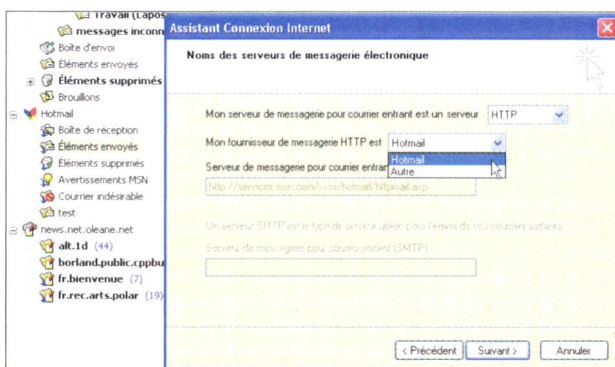 Travail (Lapos
messages inconn
Boîte d'envoi
Éléments envoyés
Éléments supprimés
Brouillons
Hotmail
Boîte de réception
Éléments envoyés
Éléments supprimés
Avertissements MSN
Courrier indésirable
test
news.net.oleane.net
alt.1d (44)
borland.public.cppbu
fr.bienvenue (7)
fr.rec.arts.polar (19)
Assistant Connexion Internet
Noms des serveurs de messagerie électronique
Mon serveur de messagerie pour courrier entrant est un serveur HTTP
Mon fournisseur de messagerie HTTP est Hotmail
Hotmail
Autre
Serveur de messagerie pour courrier entran
Un serveur SMTP est le type de serveur utilisé pour l'envoi de vos courriers sortants.
Serveur de messagerie pour courrier sortant (SMTP) :
< Précédent
Suivant >
Annuler